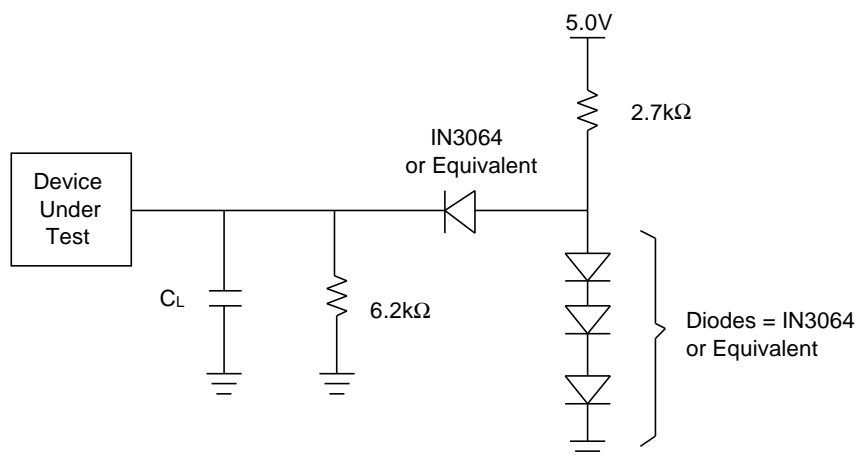 5.0V
2.7kΩ
IN3064
or Equivalent
Device
Under
Test
CL
6.2kΩ
Diodes = IN3064
or Equivalent